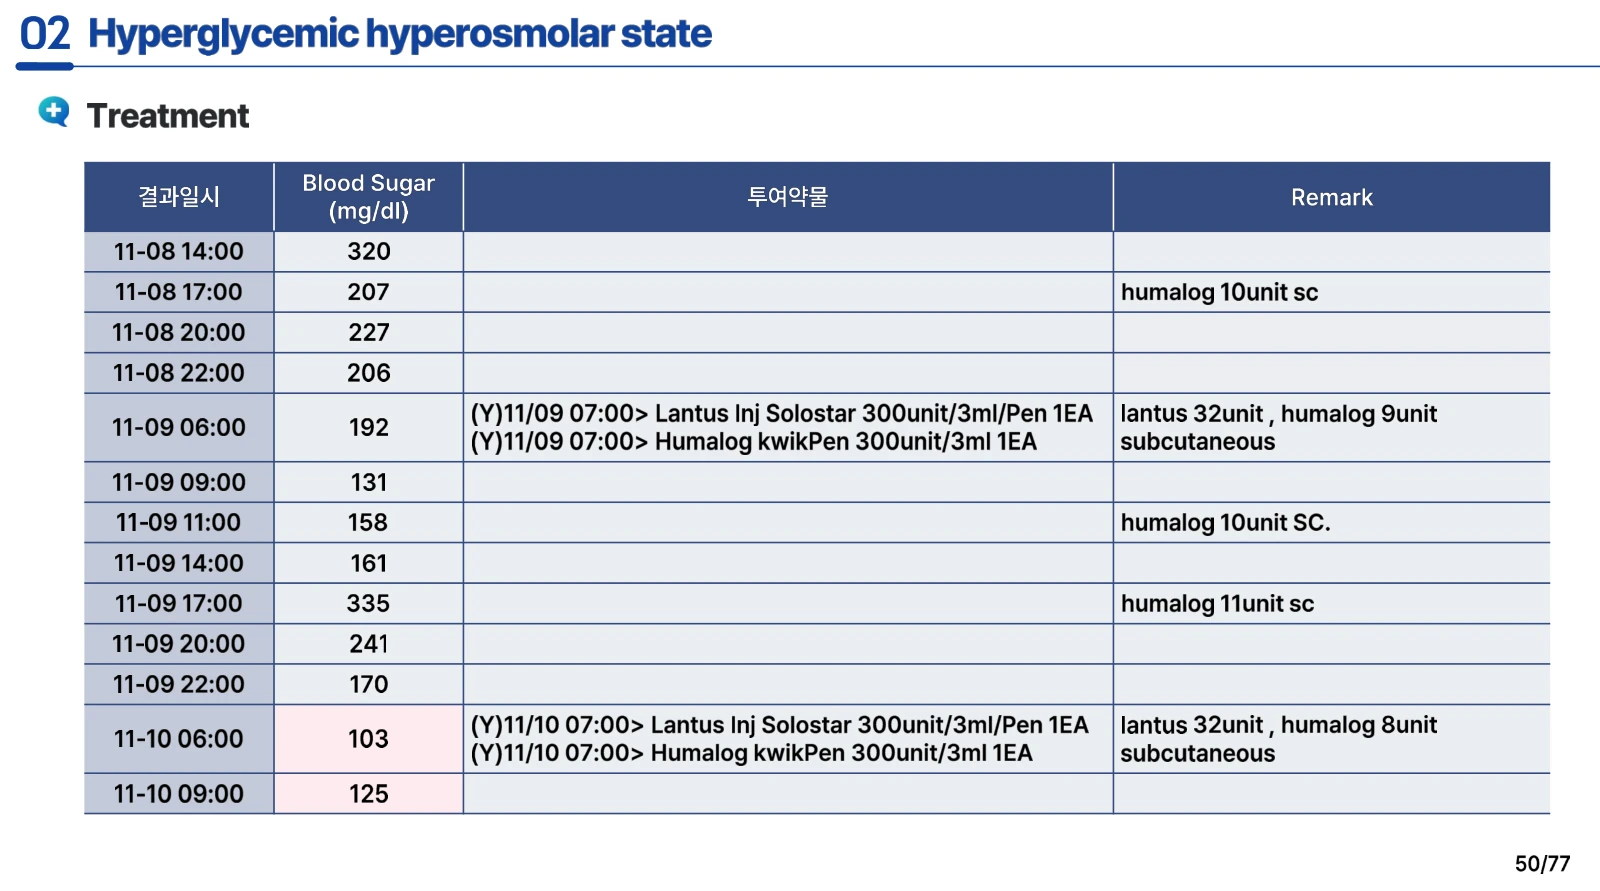 02 Hyperglycemic hyperosmolar state
Treatment
결과일시 Blood Sugar (mg/dl) 투여약물 Remark
11-08 14:00 320
11-08 17:00 207 humalog 10unit sc
11-08 20:00 227
11-08 22:00 206
11-09 06:00 192 (Y)11/09 07:00> Lantus Inj Solostar 300unit/3ml/Pen 1EA lantus 32unit , humalog 9unit
(Y)11/09 07:00> Humalog kwikPen 300unit/3ml 1EA subcutaneous
11-09 09:00 131
11-09 11:00 158 humalog 10unit SC.
11-09 14:00 161
11-09 17:00 335 humalog 11unit sc
11-09 20:00 241
11-09 22:00 170
11-10 06:00 103 (Y)11/10 07:00> Lantus Inj Solostar 300unit/3ml/Pen 1EA lantus 32unit , humalog 8unit
(Y)11/10 07:00> Humalog kwikPen 300unit/3ml 1EA subcutaneous
11-10 09:00 125
50/77